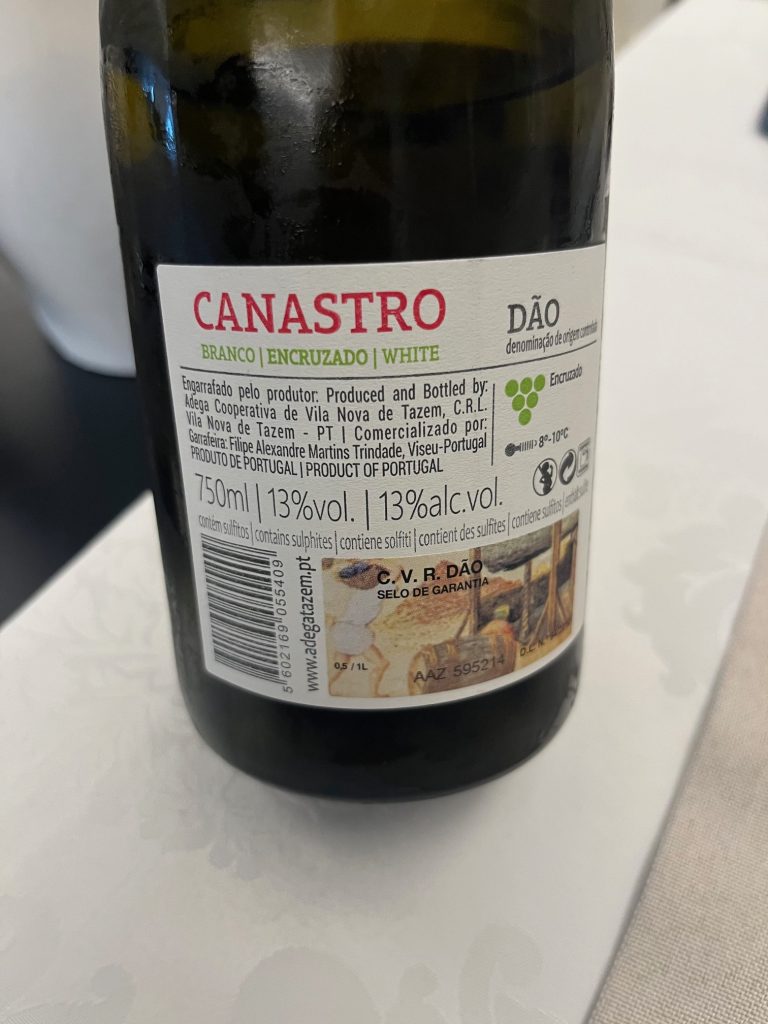 CANASTRO
BRANCO | ENCRUZADO | WHITE
DÃO
denominação de origem controlada
Engarrafado pelo produtor: Produced and Bottled by:
Adega Cooperativa de Vila Nova de Tazem, C.R.L.
Vila Nova de Tazem - PT | Comercializado por:
Garrafeira: Filipe Alexandre Martins Trindade, Viseu-Portugal
PRODUTO DE PORTUGAL | PRODUCT OF PORTUGAL
Encruzado
8º-10ºC
750ml | 13%vol. | 13%alc.vol.
contém sulfitos | contains sulphites | contiene solfiti | contient des sulfites | contiene sulfitos |
5 602169 055409
www.adegatazem.pt
C. V. R. DÃO
SELO DE GARANTIA
0,5 / 1L
AAZ 595214
D.C. N.º